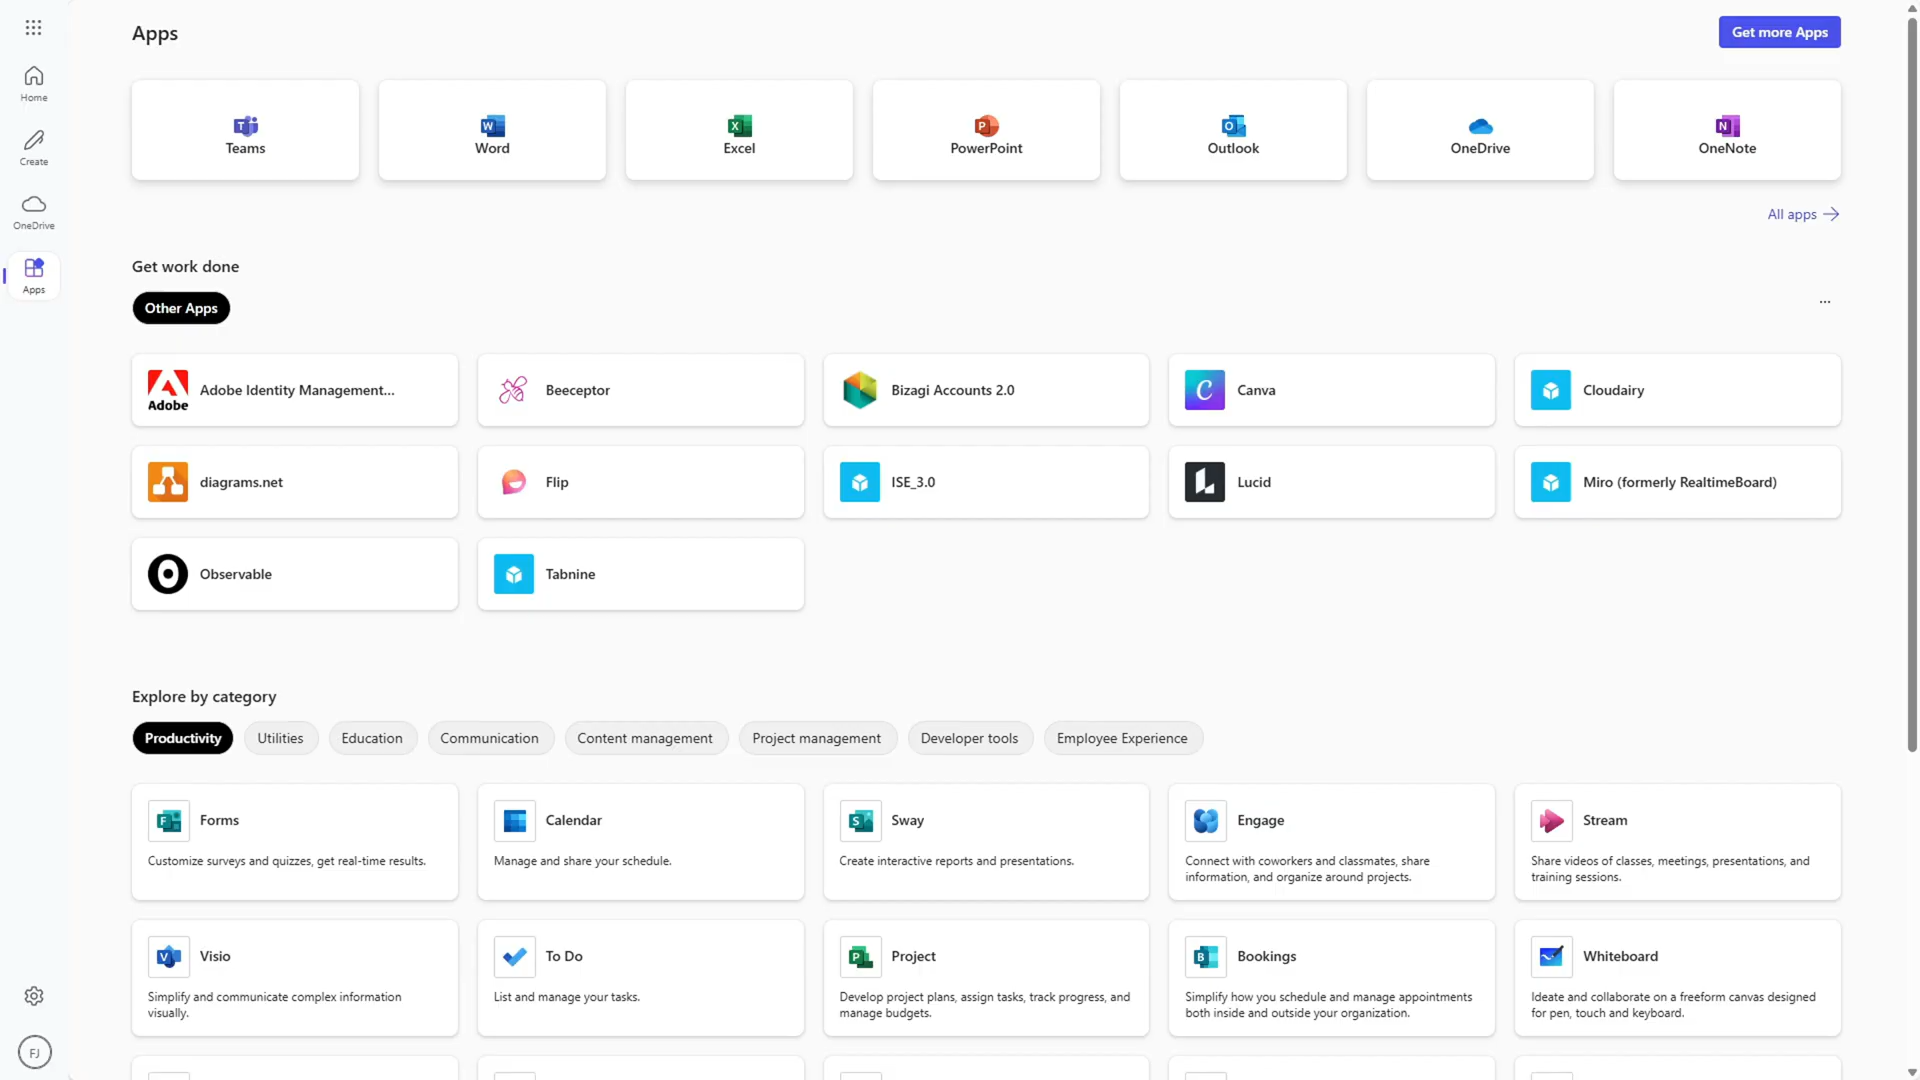 Apps
Get more Apps
Home
Create
OneDrive
Apps
Teams
Word
Excel
PowerPoint
Outlook
OneDrive
OneNote
All apps
Get work done
Other Apps
...
Adobe
Adobe Identity Management...
Beeceptor
Bizagi Accounts 2.0
Canva
Cloudairy
diagrams.net
Flip
ISE_3.0
Lucid
Miro (formerly RealtimeBoard)
Observable
Tabnine
Explore by category
Productivity
Utilities
Education
Communication
Content management
Project management
Developer tools
Employee Experience
Forms
Customize surveys and quizzes, get real-time results.
Calendar
Manage and share your schedule.
Sway
Create interactive reports and presentations.
Engage
Connect with coworkers and classmates, share
information, and organize around projects.
Stream
Share videos of classes, meetings, presentations, and
training sessions.
Visio
Simplify and communicate complex information
visually.
To Do
List and manage your tasks.
Project
Develop project plans, assign tasks, track progress, and
manage budgets.
Bookings
Simplify how you schedule and manage appointments
both inside and outside your organization.
Whiteboard
Ideate and collaborate on a freeform canvas designed
for pen, touch and keyboard.
FJ